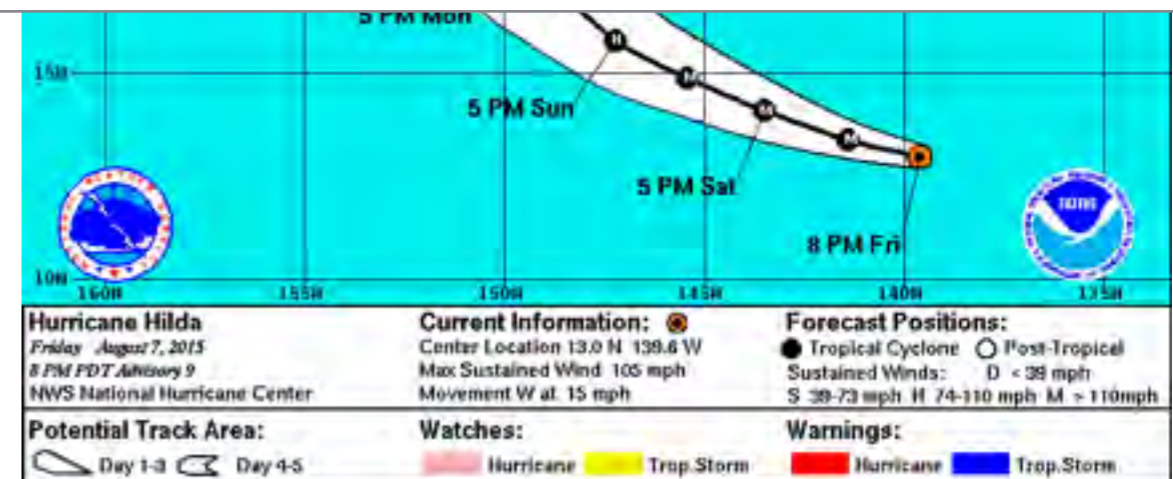 5 PM Mon
15N
5 PM Sun
5 PM Sat
8 PM Fri
NOAA
10N
160W 155W 150W 145W 140W 135W
Hurricane Hilda
Friday August 7, 2015
8 PM PDT Advisory 9
NWS National Hurricane Center
Current Information:
Center Location 13.0 N 139.6 W
Max Sustained Wind 105 mph
Movement W at 15 mph
Forecast Positions:
Tropical Cyclone Post-Tropical
Sustained Winds: D < 39 mph
S 39-73 mph H 74-110 mph M > 110mph
Potential Track Area:
Day 1-3 Day 4-5
Watches:
Hurricane Trop.Storm
Warnings:
Hurricane Trop.Storm